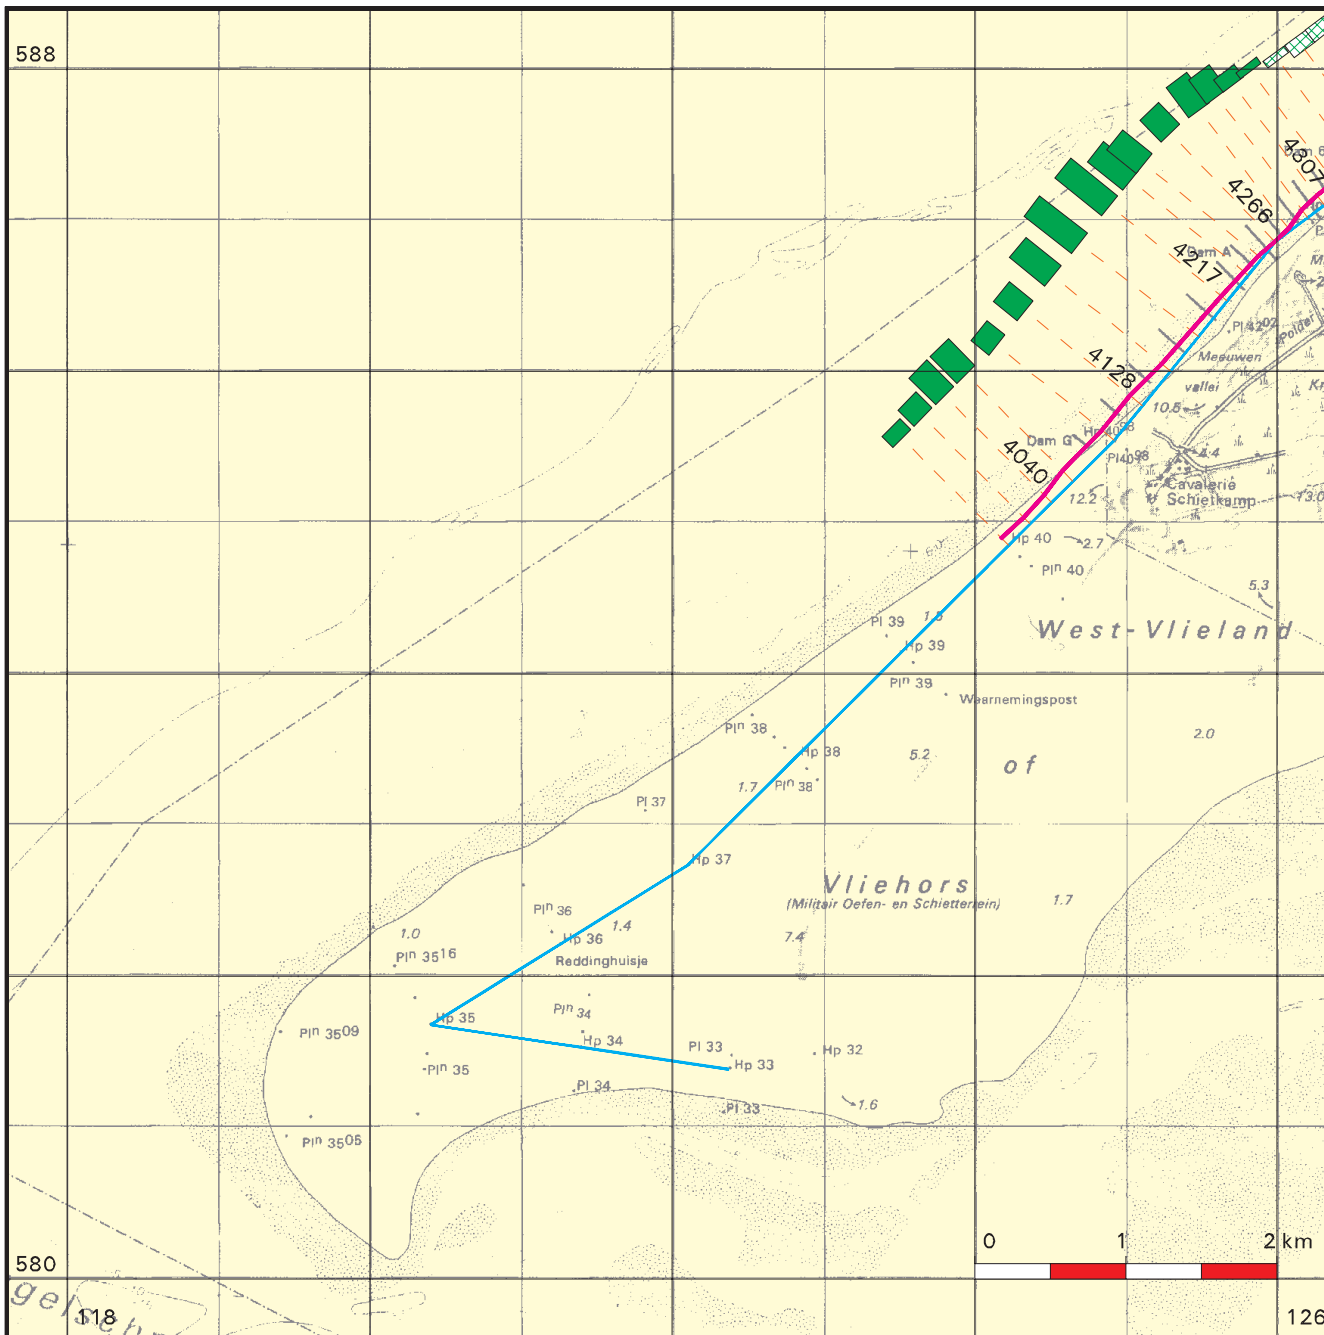 588
4807
4266
Dam A
4217
Pl 42⁰²
Polder
Meeuwen
vallei
4128
10.5
Hp 40⁹⁸
Dam G
Pl 40⁹⁸
4.4
4040
Cavalerie
Schietkamp
12.2
13.0
Hp 40
2.7
Plⁿ 40
5.3
1.5
Pl 39
West-Vlieland
Hp 39
Plⁿ 39
Waarnemingspost
Plⁿ 38
2.0
Hp 38
5.2
of
1.7
Plⁿ 38
Pl 37
Hp 37
Vliehors
(Militair Oefen- en Schietterrein)
1.7
Plⁿ 36
1.4
1.0
Hp 36
7.4
Plⁿ 35¹⁶
Reddinghuisje
Plⁿ 34
Hp 35
Plⁿ 35⁰⁹
Hp 34
Pl 33
Hp 32
Hp 33
Plⁿ 35
Pl 34
1.6
Pl 33
Plⁿ 35⁰⁵
0 1 2 km
580
118
126